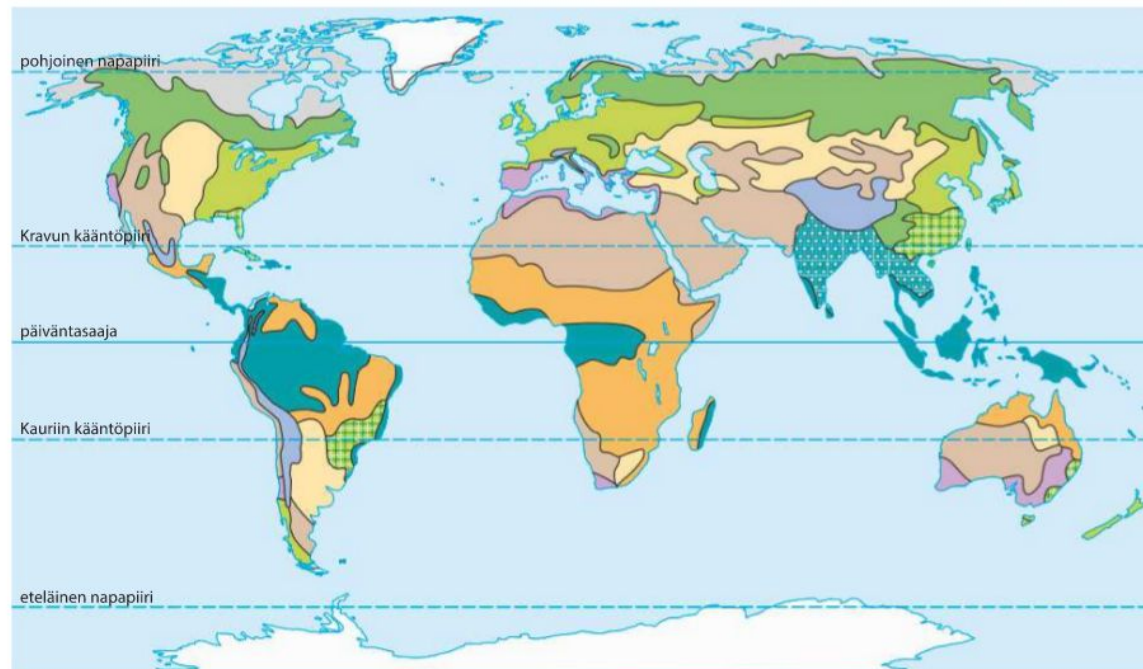 pohjoinen napapiiri
Kravun kääntöpiiri
päiväntasaaja
Kauriin kääntöpiiri
eteläinen napapiiri